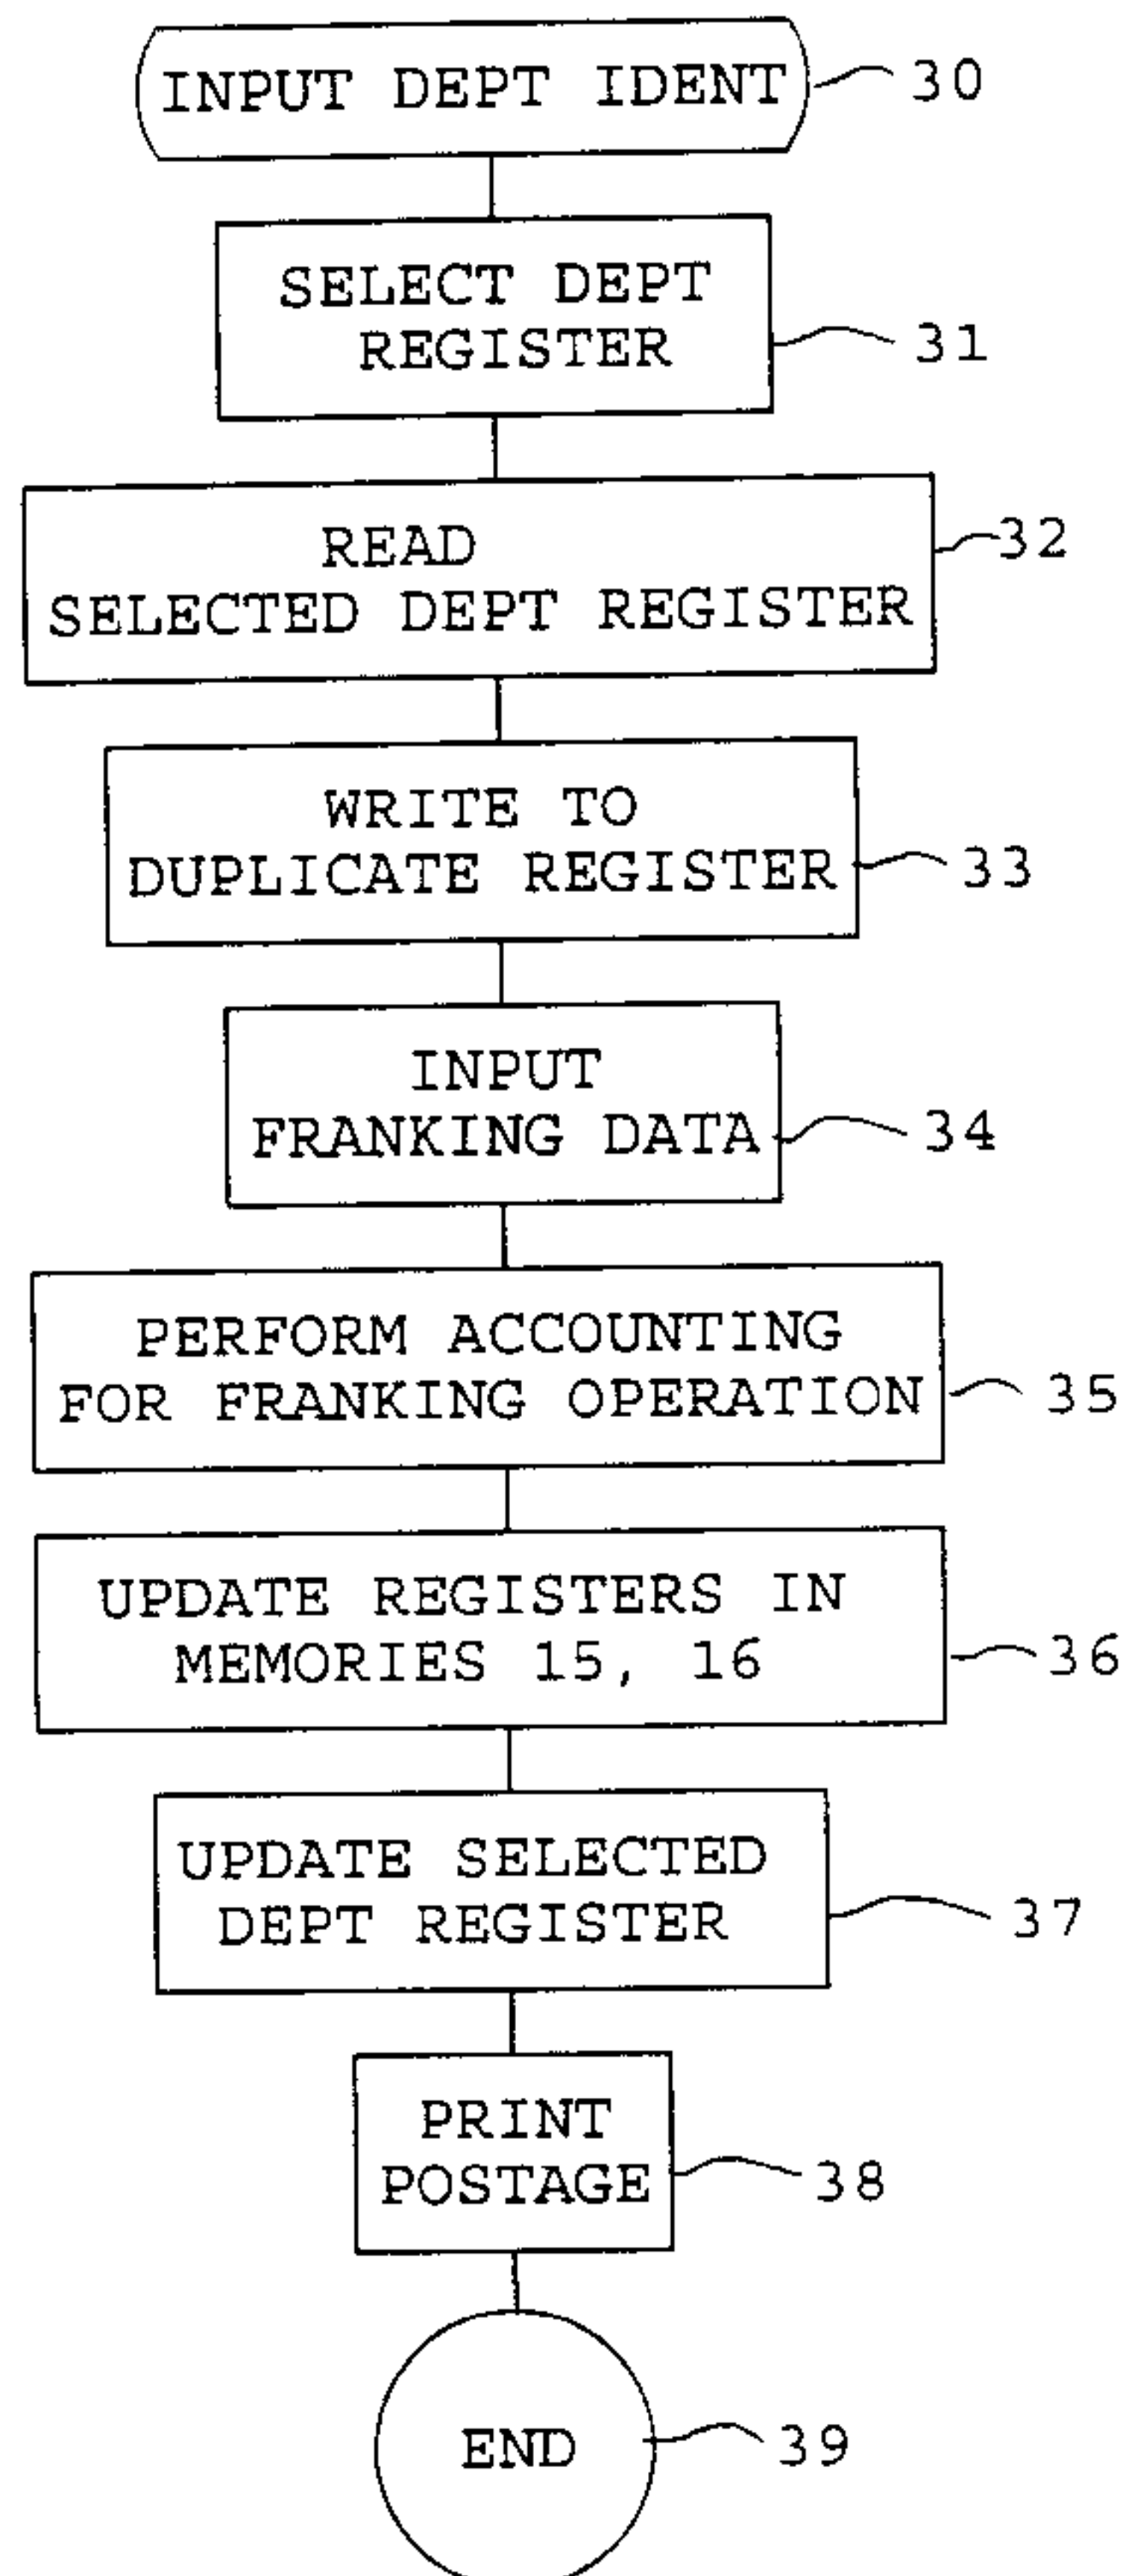 INPUT DEPT IDENT 30
SELECT DEPT
REGISTER 31
READ 32
SELECTED DEPT REGISTER
WRITE TO
DUPLICATE REGISTER 33
INPUT
FRANKING DATA 34
PERFORM ACCOUNTING
FOR FRANKING OPERATION 35
UPDATE REGISTERS IN
MEMORIES 15, 16 36
UPDATE SELECTED
DEPT REGISTER 37
PRINT
POSTAGE 38
END 39